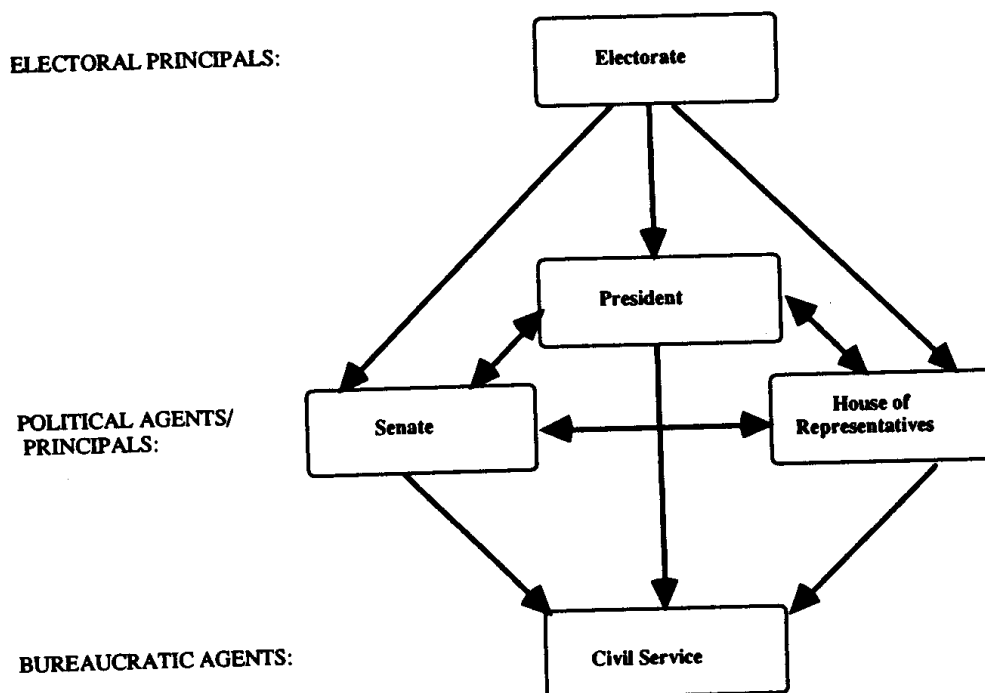 ELECTORAL PRINCIPALS:
Electorate
President
POLITICAL AGENTS/
PRINCIPALS:
Senate
House of
Representatives
BUREAUCRATIC AGENTS:
Civil Service